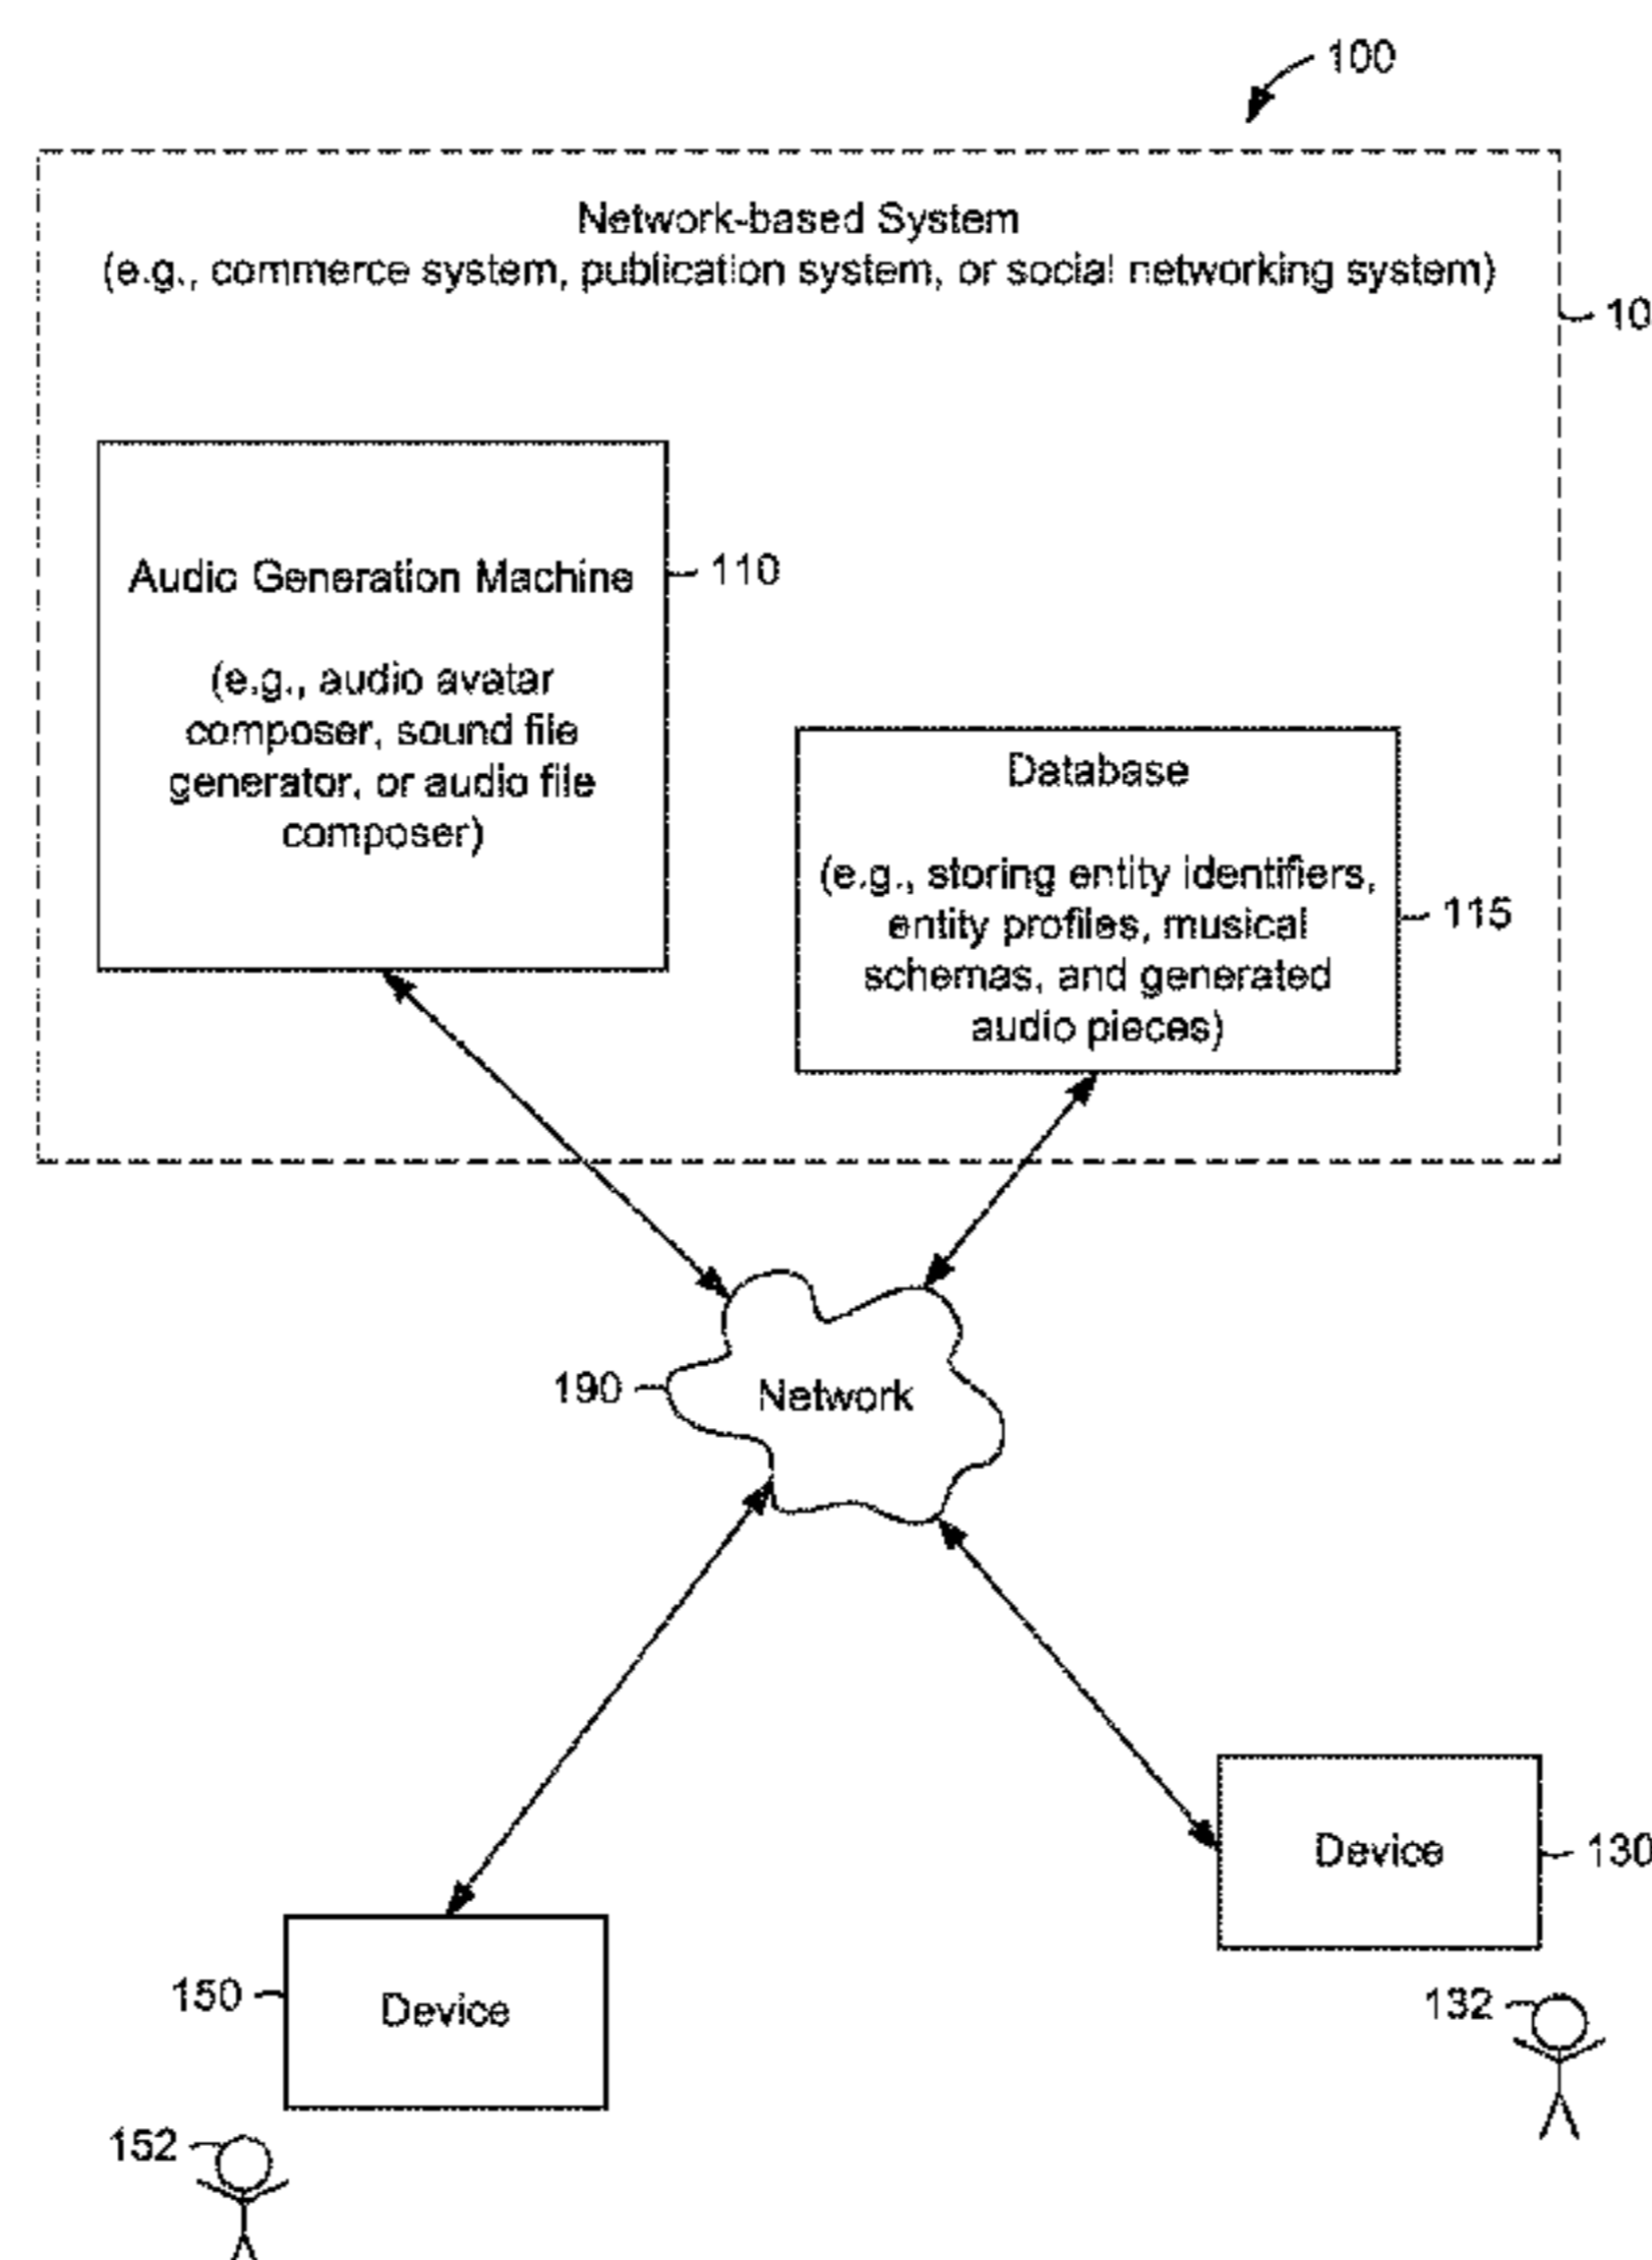 100
Network-based System
(e.g., commerce system, publication system, or social networking system)
10
Audio Generation Machine
110
(e.g., audio avatar
composer, sound file
generator, or audio file
composer)
Database
(e.g., storing entity identifiers,
entity profiles, musical
schemas, and generated
audio pieces)
115
190
Network
Device
130
150
Device
132
152